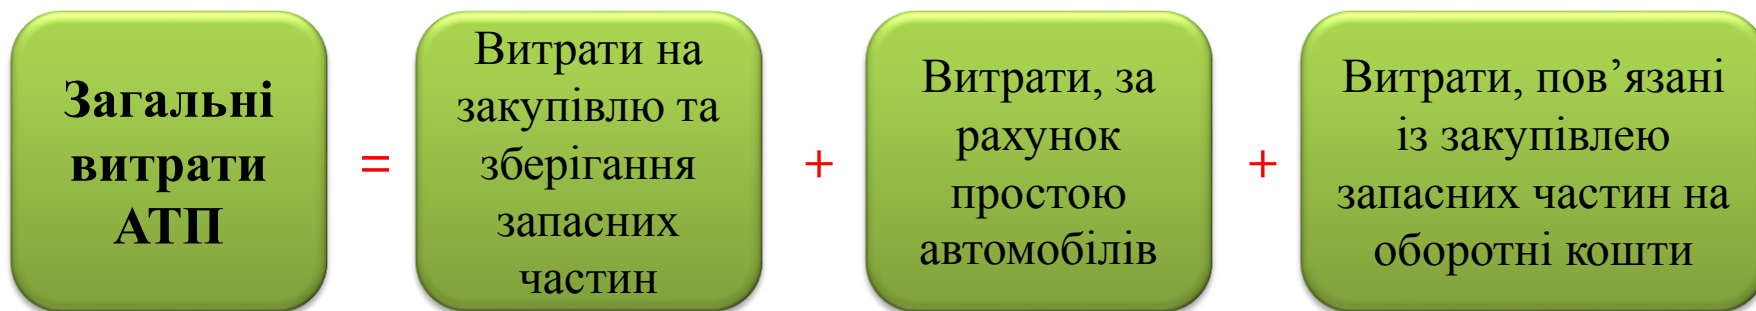 Загальні
витрати
АТП
=
Витрати на
закупівлю та
зберігання
запасних
частин
+
Витрати, за
рахунок
простою
автомобілів
+
Витрати, пов’язані
із закупівлею
запасних частин на
оборотні кошти